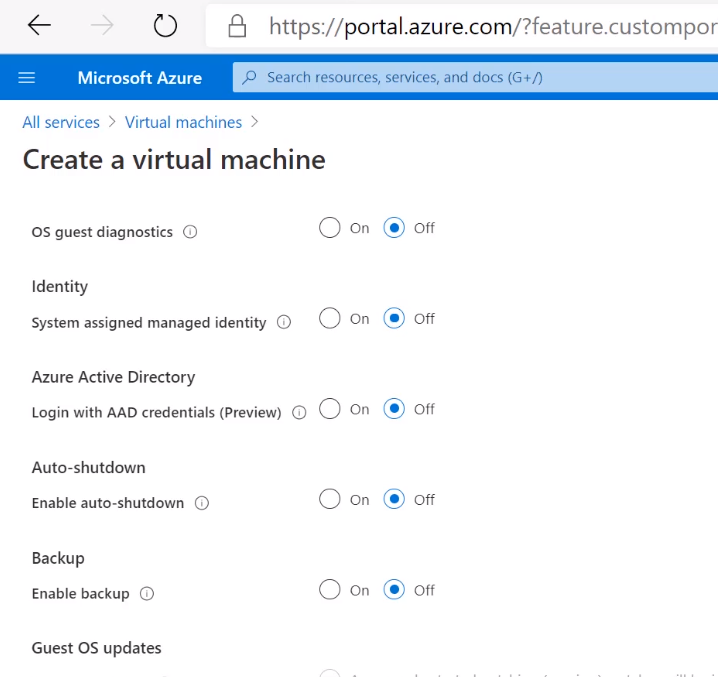 https://portal.azure.com/?feature.custompor
Microsoft Azure Search resources, services, and docs (G+/)
All services > Virtual machines >
Create a virtual machine
OS guest diagnostics On Off
Identity
System assigned managed identity On Off
Azure Active Directory
Login with AAD credentials (Preview) On Off
Auto-shutdown
Enable auto-shutdown On Off
Backup
Enable backup On Off
Guest OS updates